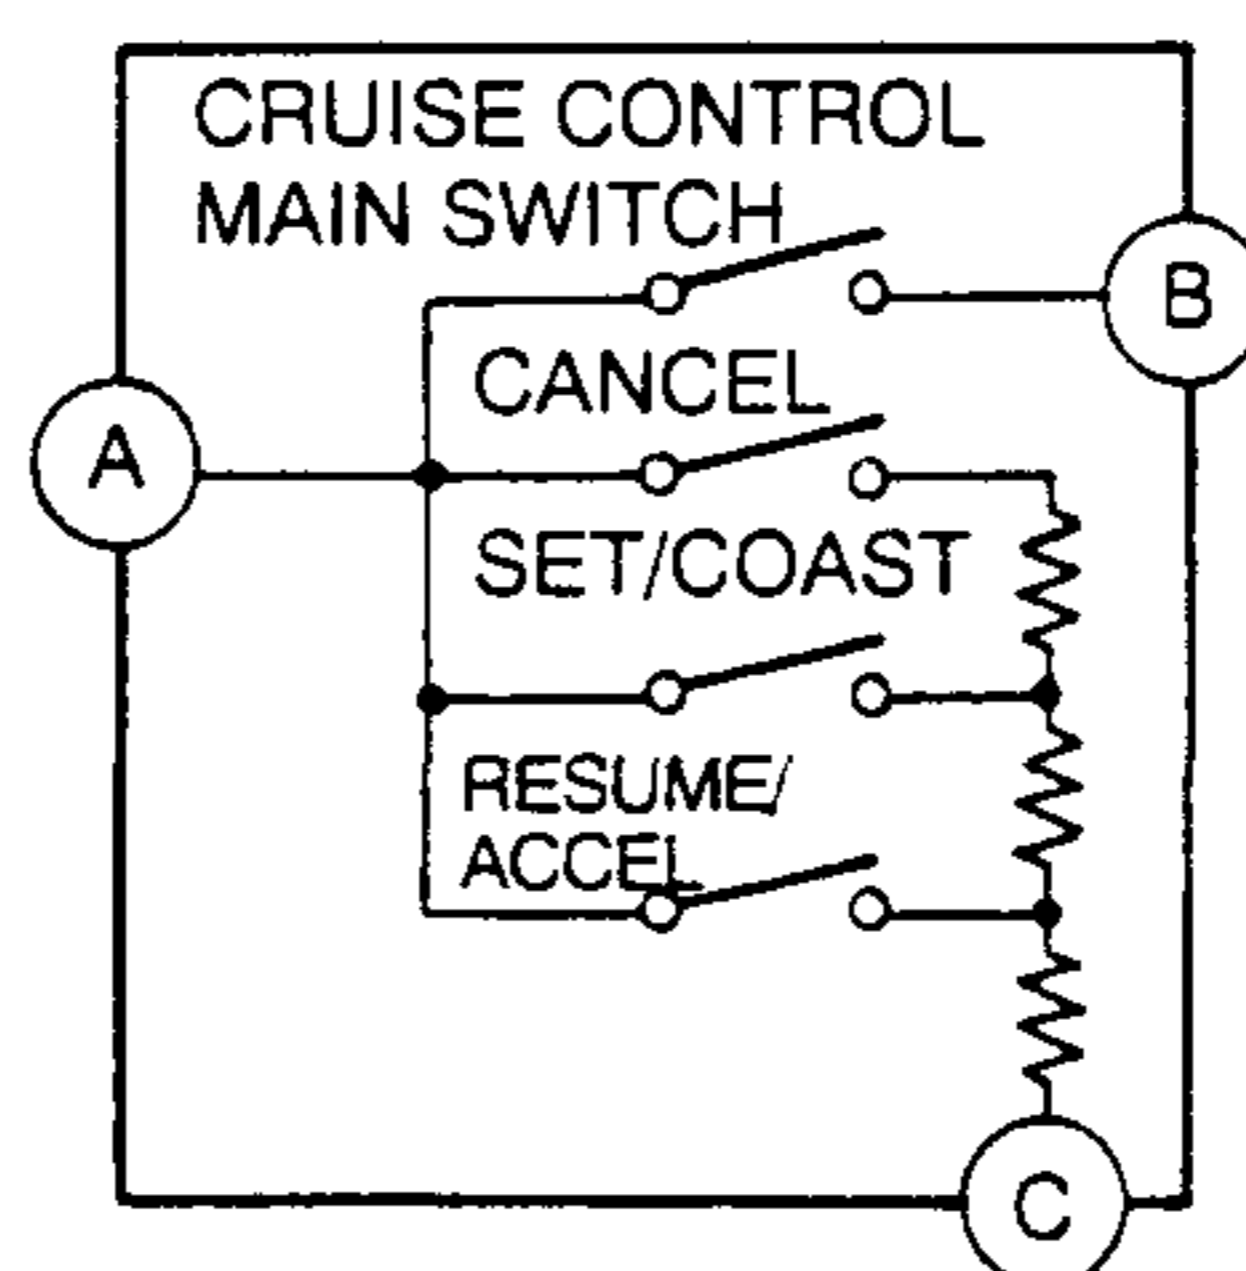 CRUISE CONTROL
MAIN SWITCH
B
CANCEL
A
SET/COAST
RESUME/
ACCEL
C